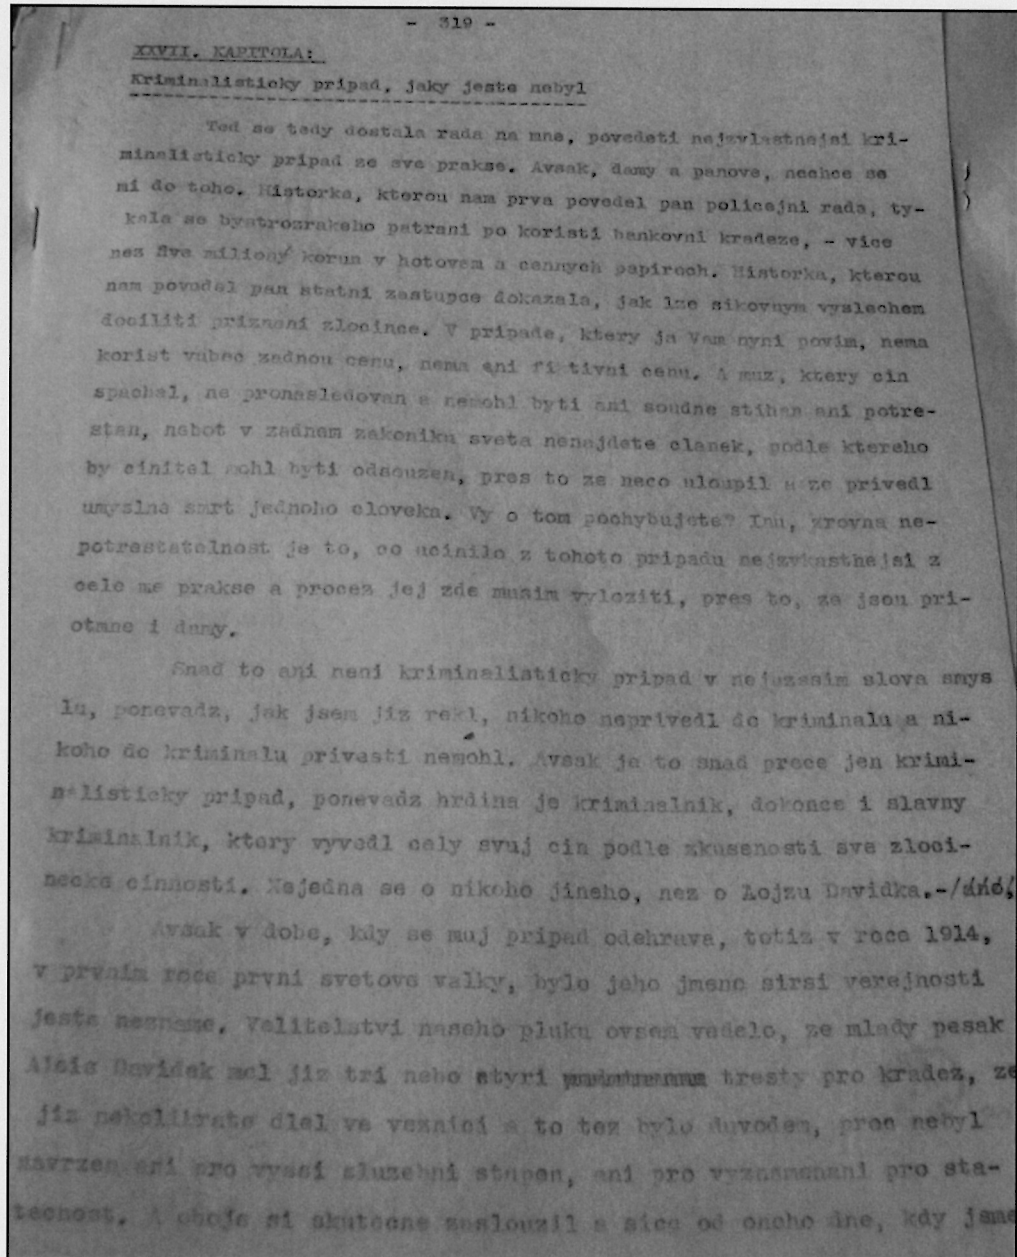 - 319 -
XXVII. KAPITOLA:
Kriminalisticky pripad, jaky jeste nebyl
Ted se tedy dostala rada na mne, povedeti nejzvlastnejsi kri-
minalisticky pripad ze sve prakse. Avsak, damy a panove, nechce se
mi do toho. Historka, kterou nam prva povedel pan policejni rada, ty-
kala se bystrozrakeho patrani po koristi bankovni kradeze, - vice
nez dva miliony korun v hotovem a cennych papirech. Historka, kterou
nam povedel pan statni zastupce dokazala, jak lze sikovnym vyslechem
dociliti priznani zlocince. V pripade, ktery ja Vam nyni povim, nema
korist vubec zadnou cenu, nema ani fi tivni cenu. A muz, ktery cin
spachal, ne pronasledovan a nemohl byti ani soudne stihan ani potre-
stan, nebot v zadnem zakoniku sveta nenajdete clanek, podle ktereho
by cinitel mohl byti odsouzen, pres to ze neco uloupil a ze privedl
umyslna smrt jednoho cloveka. Vy o tom pochybujete? Inu, zrovna ne-
potrestatelnost je to, co ucinilo z tohoto pripadu nejzvkasthejsi z
cele me prakse a procez jej zde musim vyloziti, pres to, ze jsou pri-
otmne i damy.
Snad to ani neni kriminalisticky pripad v nejuzsim slova smys
lu, ponevadz, jak jsem jiz rekl, nikoho neprivedl do kriminalu a ni-
koho do kriminalu privesti nemohl. Avsak je to snad prece jen krimi-
nalisticky pripad, ponevadz hrdina je kriminalnik, dokonce i slavny
kriminalnik, ktery vyvedl cely svuj cin podle zkusenosti sve zloci-
necke cinnosti. Nejedna se o nikoho jineho, nez o Lojzu Davidka.-
Avsak v dobe, kdy se muj pripad odehrava, totiz v roce 1914,
v prvnim roce prvni svetove valky, bylo jeho jmeno sirsi verejnosti
jeste nezname. Velitelstvi naseho pluku ovsem vedelo, ze mlady pesak
Alois Davidek mel jiz tri nebo styri tresty pro kradez, ze
jiz nekolikrate dlel ve veznici a to tez bylo duvodem, proc nebyl
navrzen ani pro vyssi sluzebni stupen, ani pro vyznamenani pro sta-
tecnost. A oboje si skutecne zaslouzil a sice od onoho dne, kdy jsme